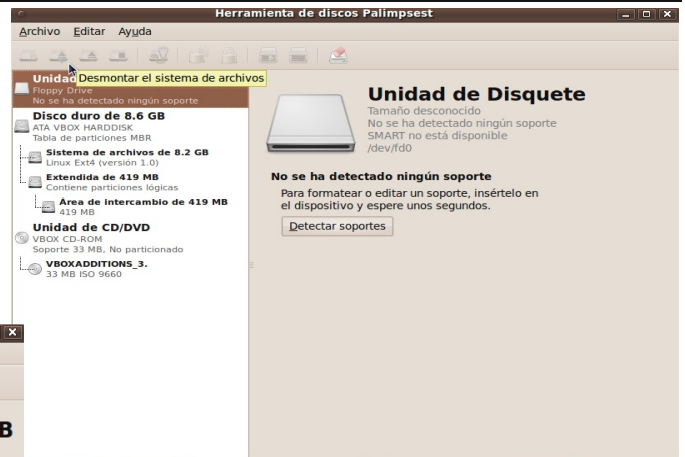 Herramienta de discos Palimpsest
Archivo Editar Ayuda
Desmontar el sistema de archivos
Unidad
Floppy Drive
No se ha detectado ningún soporte
Disco duro de 8.6 GB
ATA VBOX HARDDISK
Tabla de particiones MBR
Sistema de archivos de 8.2 GB
Linux Ext4 (versión 1.0)
Extendida de 419 MB
Contiene particiones lógicas
Área de intercambio de 419 MB
419 MB
Unidad de CD/DVD
VBOX CD-ROM
Soporte 33 MB, No particionado
VBOXADDITIONS_3.
33 MB ISO 9660
B
Unidad de Disquete
Tamaño desconocido
No se ha detectado ningún soporte
SMART no está disponible
/dev/fd0
No se ha detectado ningún soporte
Para formatear o editar un soporte, insértelo en
el dispositivo y espere unos segundos.
Detectar soportes